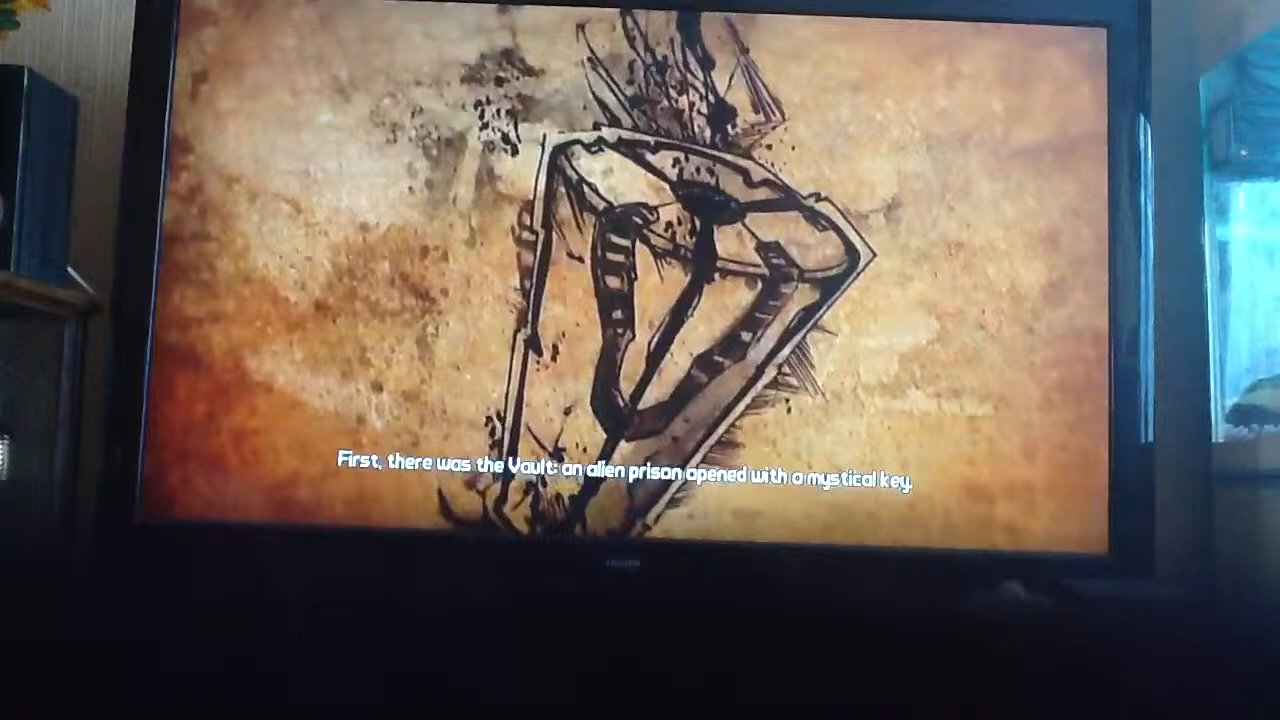 First, there was the Vault: an alien prison opened with a mystical key.